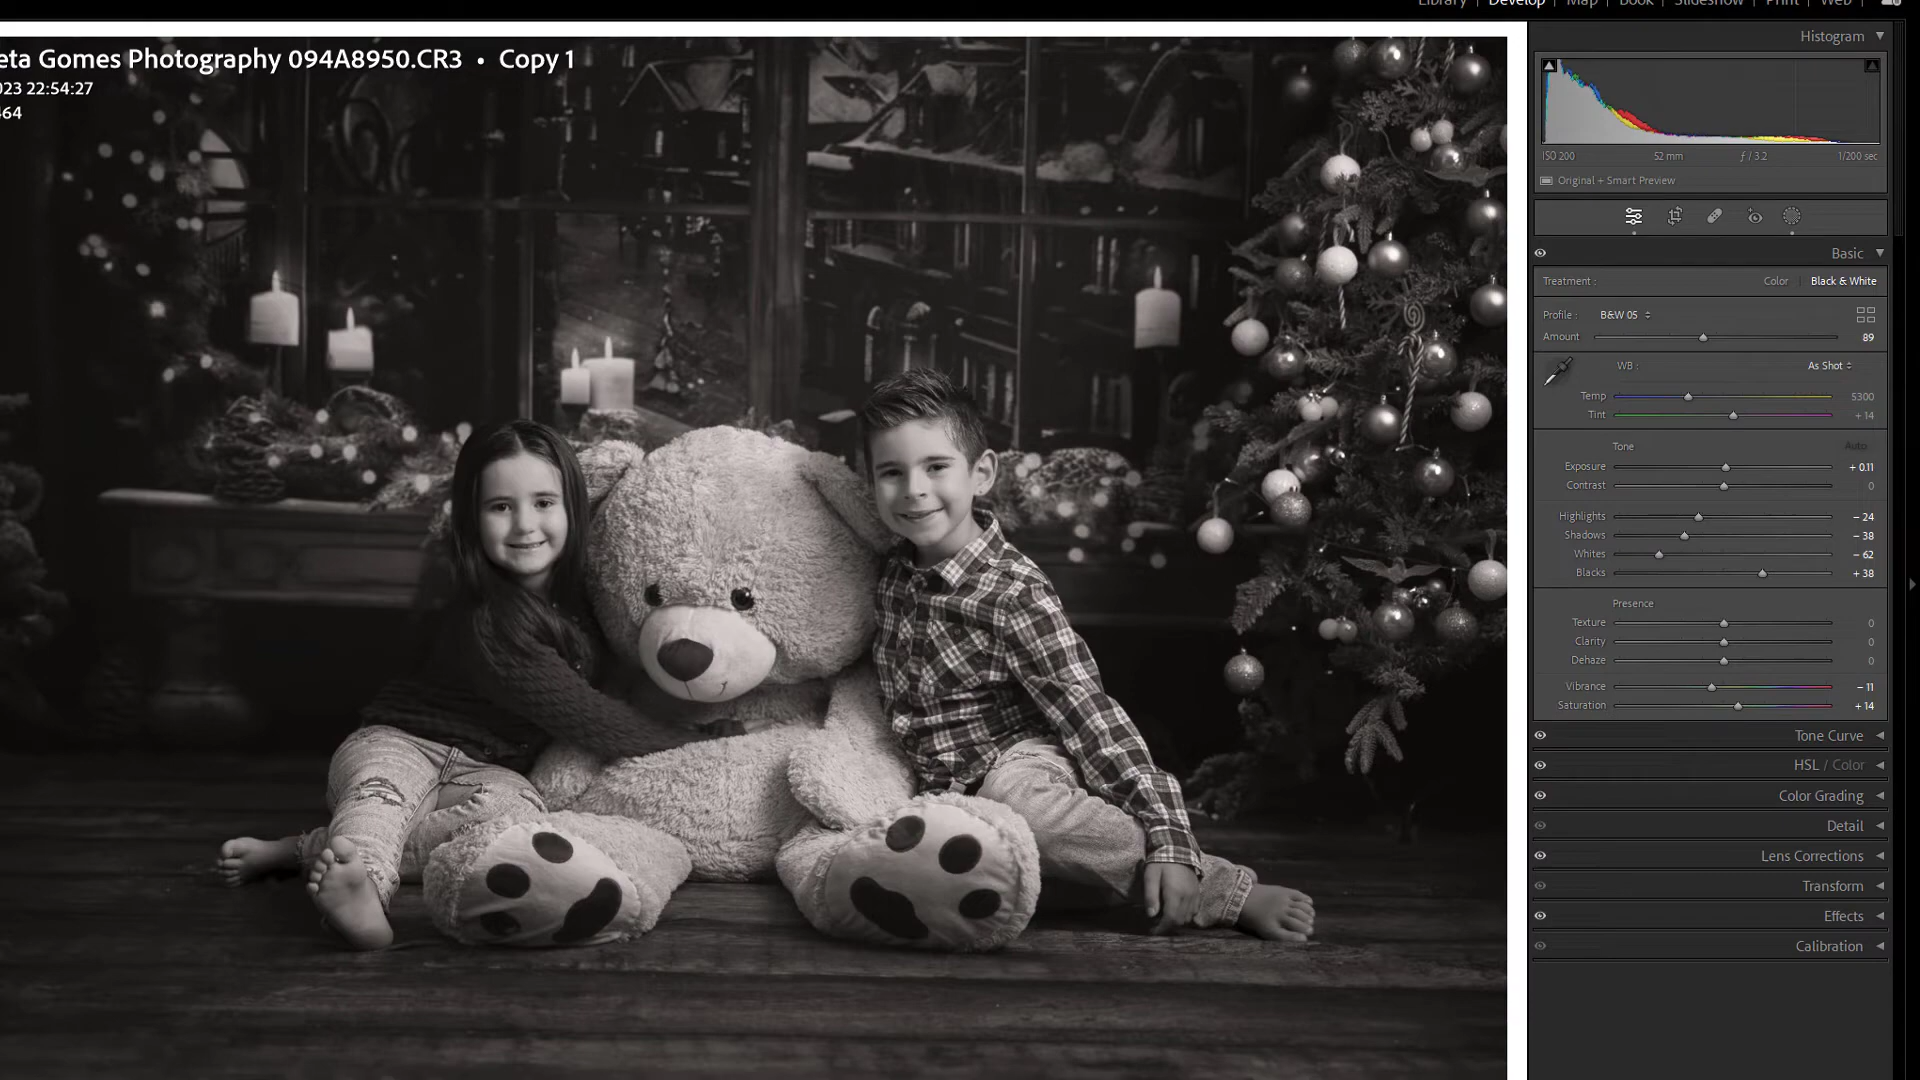 Library | Develop | Map | Book | Slideshow | Print | Web
eta Gomes Photography 094A8950.CR3 • Copy 1
023 22:54:27
464
Histogram
ISO 200 52 mm ƒ / 3.2 1/200 sec
Original + Smart Preview
Basic
Treatment : Color | Black & White
Profile : B&W 05
Amount 89
WB : As Shot
Temp 5300
Tint + 14
Tone Auto
Exposure + 0.11
Contrast 0
Highlights − 24
Shadows − 38
Whites − 62
Blacks + 38
Presence
Texture 0
Clarity 0
Dehaze 0
Vibrance − 11
Saturation + 14
Tone Curve
HSL / Color
Color Grading
Detail
Lens Corrections
Transform
Effects
Calibration